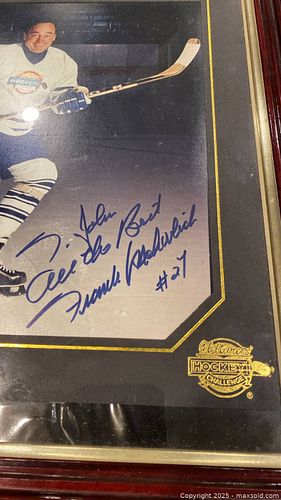 HOCKEY
To John
All the Best
Frank Mahovlich
#27
Oldtimers'
HOCKEY
CHALLENGE
®
Copyright © 2025 - maxsold.com